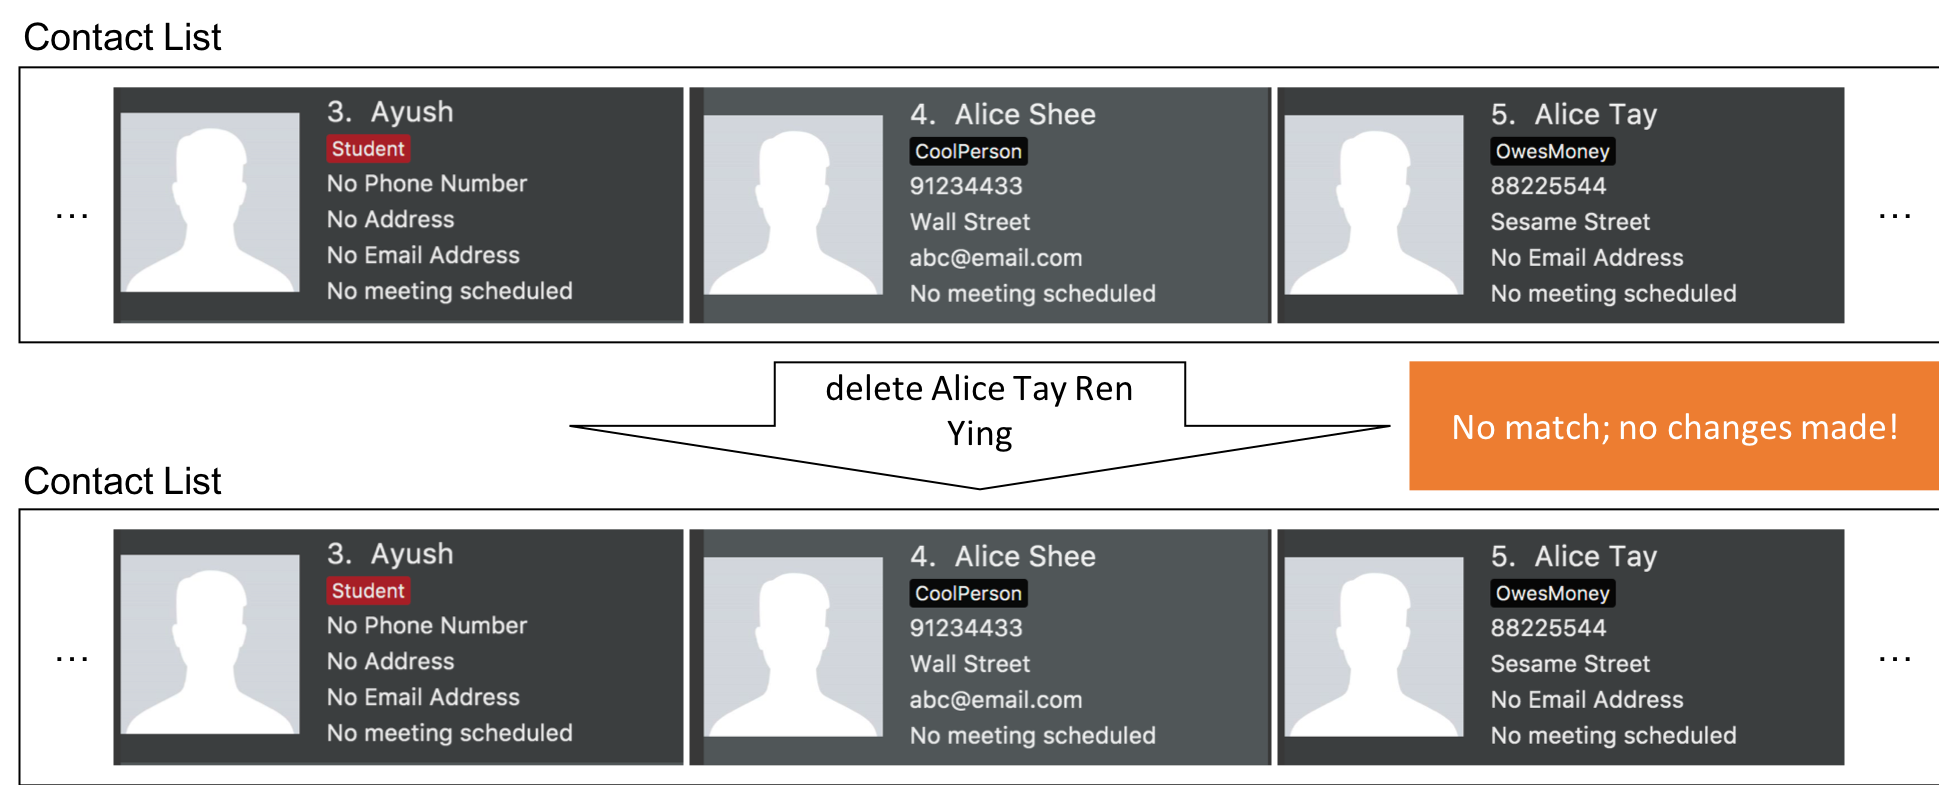 Contact List
...
3. Ayush
Student
No Phone Number
No Address
No Email Address
No meeting scheduled
4. Alice Shee
CoolPerson
91234433
Wall Street
abc@email.com
No meeting scheduled
5. Alice Tay
OwesMoney
88225544
Sesame Street
No Email Address
No meeting scheduled
...
delete Alice Tay Ren
Ying
No match; no changes made!
Contact List
...
3. Ayush
Student
No Phone Number
No Address
No Email Address
No meeting scheduled
4. Alice Shee
CoolPerson
91234433
Wall Street
abc@email.com
No meeting scheduled
5. Alice Tay
OwesMoney
88225544
Sesame Street
No Email Address
No meeting scheduled
...